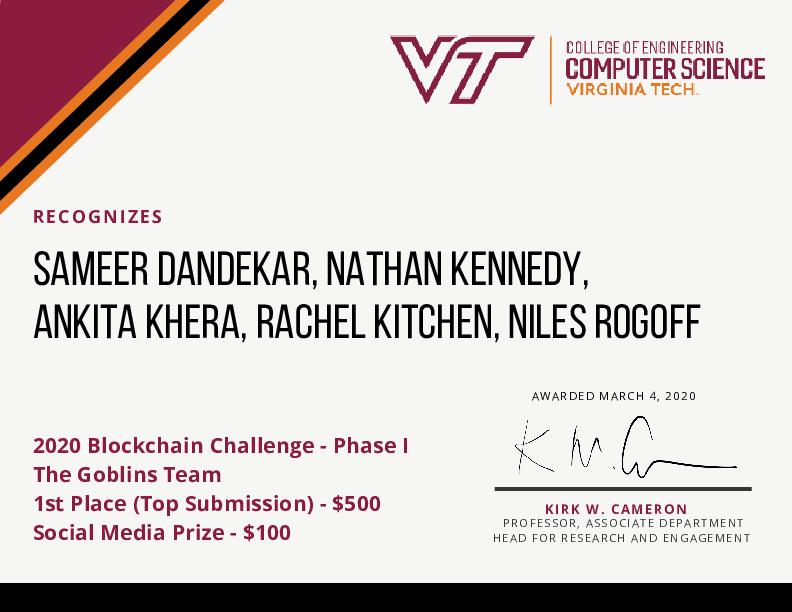 VT
COLLEGE OF ENGINEERING
COMPUTER SCIENCE
VIRGINIA TECH.
RECOGNIZES
SAMEER DANDEKAR, NATHAN KENNEDY,
ANKITA KHERA, RACHEL KITCHEN, NILES ROGOFF
AWARDED MARCH 4, 2020
2020 Blockchain Challenge - Phase I
The Goblins Team
1st Place (Top Submission) - $500
Social Media Prize - $100
K W. C
KIRK W. CAMERON
PROFESSOR, ASSOCIATE DEPARTMENT
HEAD FOR RESEARCH AND ENGAGEMENT